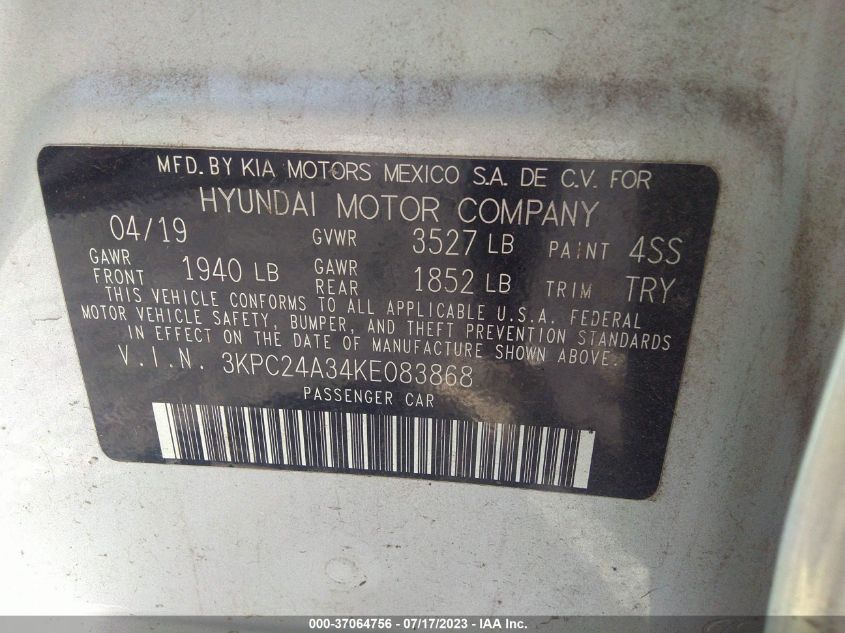 MFD. BY KIA MOTORS MEXICO S.A. DE C.V. FOR
HYUNDAI MOTOR COMPANY
04/19 GVWR 3527 LB PAINT 4SS
GAWR FRONT 1940 LB GAWR REAR 1852 LB TRIM TRY
THIS VEHICLE CONFORMS TO ALL APPLICABLE U.S.A. FEDERAL
MOTOR VEHICLE SAFETY, BUMPER, AND THEFT PREVENTION STANDARDS
IN EFFECT ON THE DATE OF MANUFACTURE SHOWN ABOVE.
V.I.N. 3KPC24A34KE083868
PASSENGER CAR
000-37064756 - 07/17/2023 - © IAA Inc.